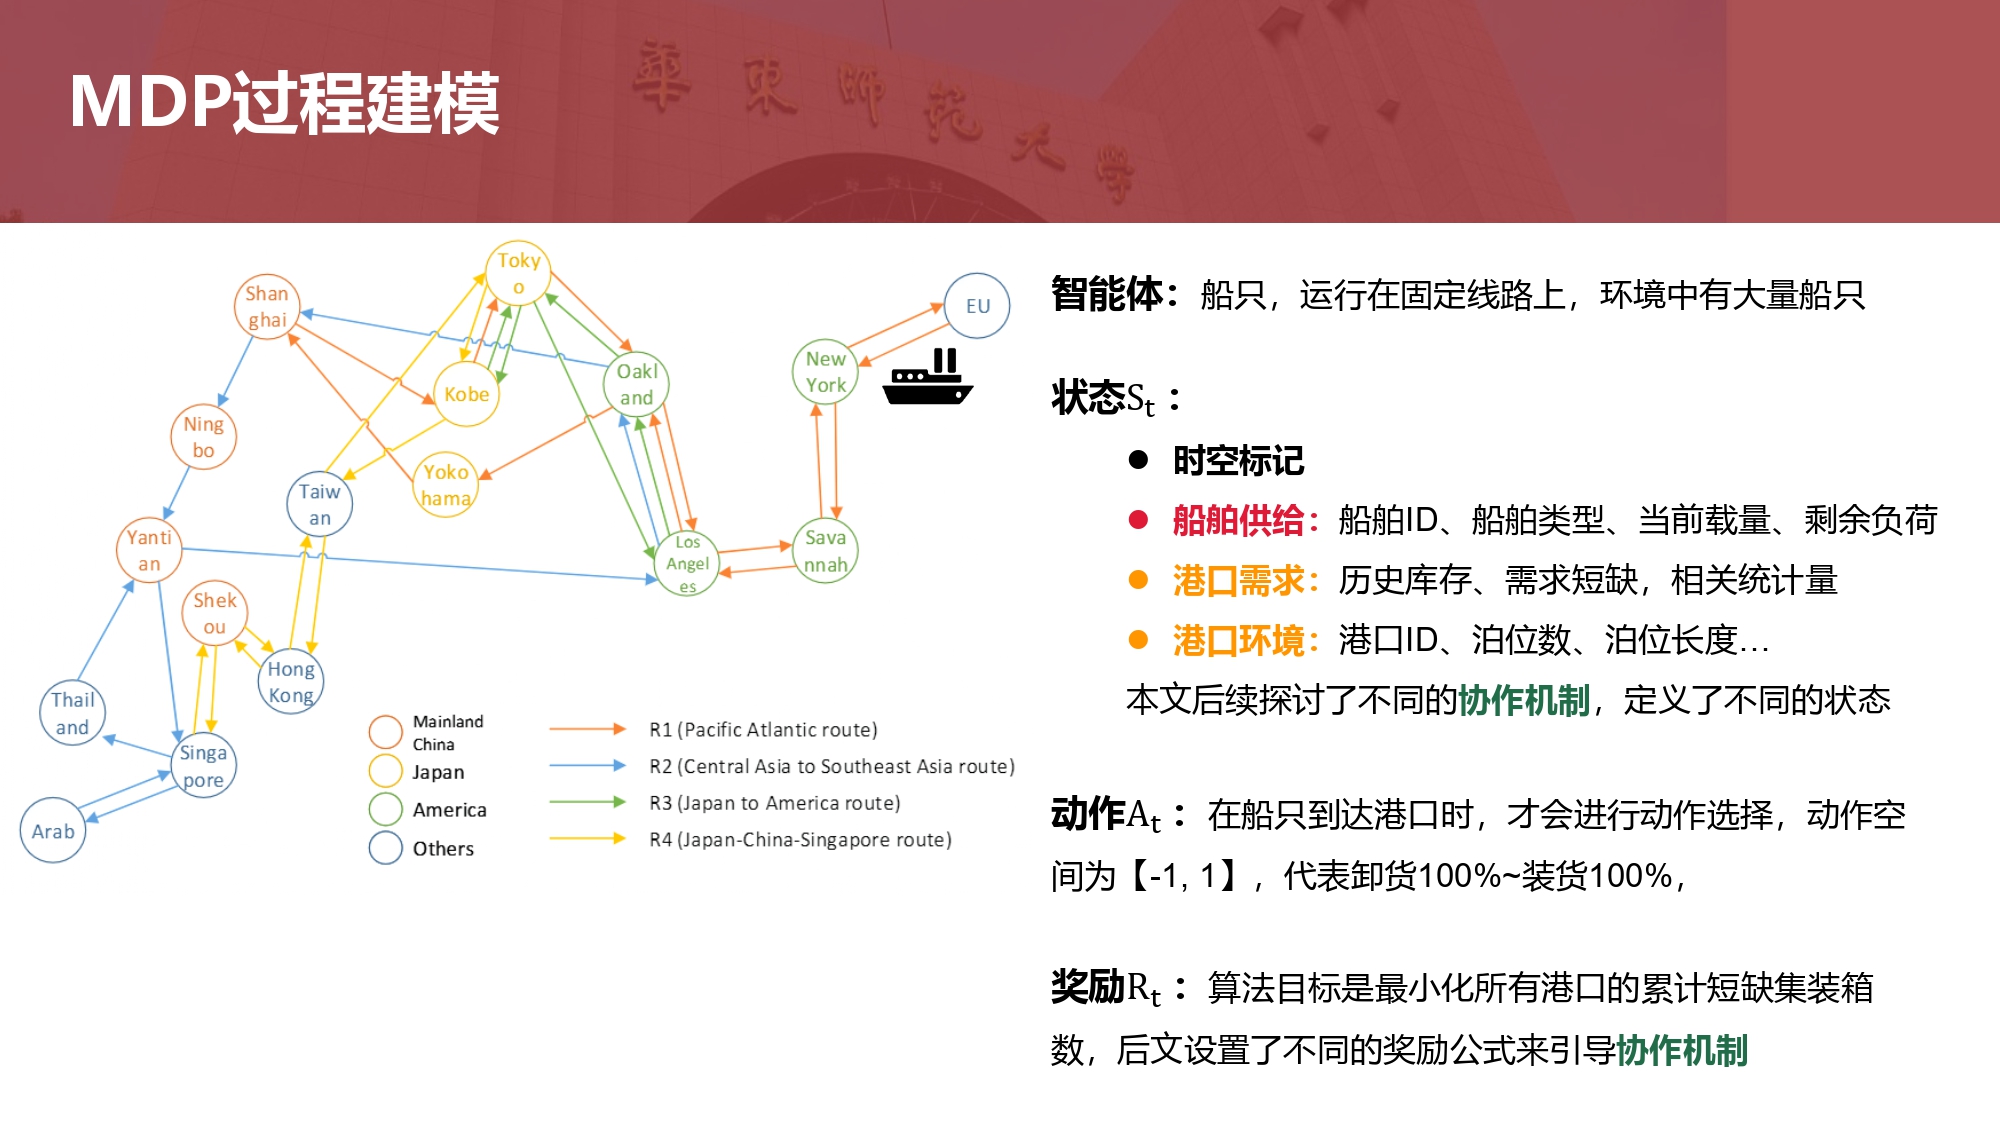 華東師範大學
MDP过程建模
Toky
o
Shan
ghai
EU
New
York
Oakl
and
Kobe
Ning
bo
Yoko
hama
Taiw
an
Yanti
an
Los
Angel
es
Sava
nnah
Shek
ou
Hong
Kong
Thail
and
Singa
pore
Arab
Mainland
China
Japan
America
Others
R1 (Pacific Atlantic route)
R2 (Central Asia to Southeast Asia route)
R3 (Japan to America route)
R4 (Japan-China-Singapore route)
智能体：船只，运行在固定线路上，环境中有大量船只
状态Sₜ：
● 时空标记
● 船舶供给：船舶ID、船舶类型、当前载量、剩余负荷
● 港口需求：历史库存、需求短缺，相关统计量
● 港口环境：港口ID、泊位数、泊位长度…
本文后续探讨了不同的协作机制，定义了不同的状态
动作Aₜ：在船只到达港口时，才会进行动作选择，动作空
间为【-1, 1】，代表卸货100%~装货100%，
奖励Rₜ：算法目标是最小化所有港口的累计短缺集装箱
数，后文设置了不同的奖励公式来引导协作机制